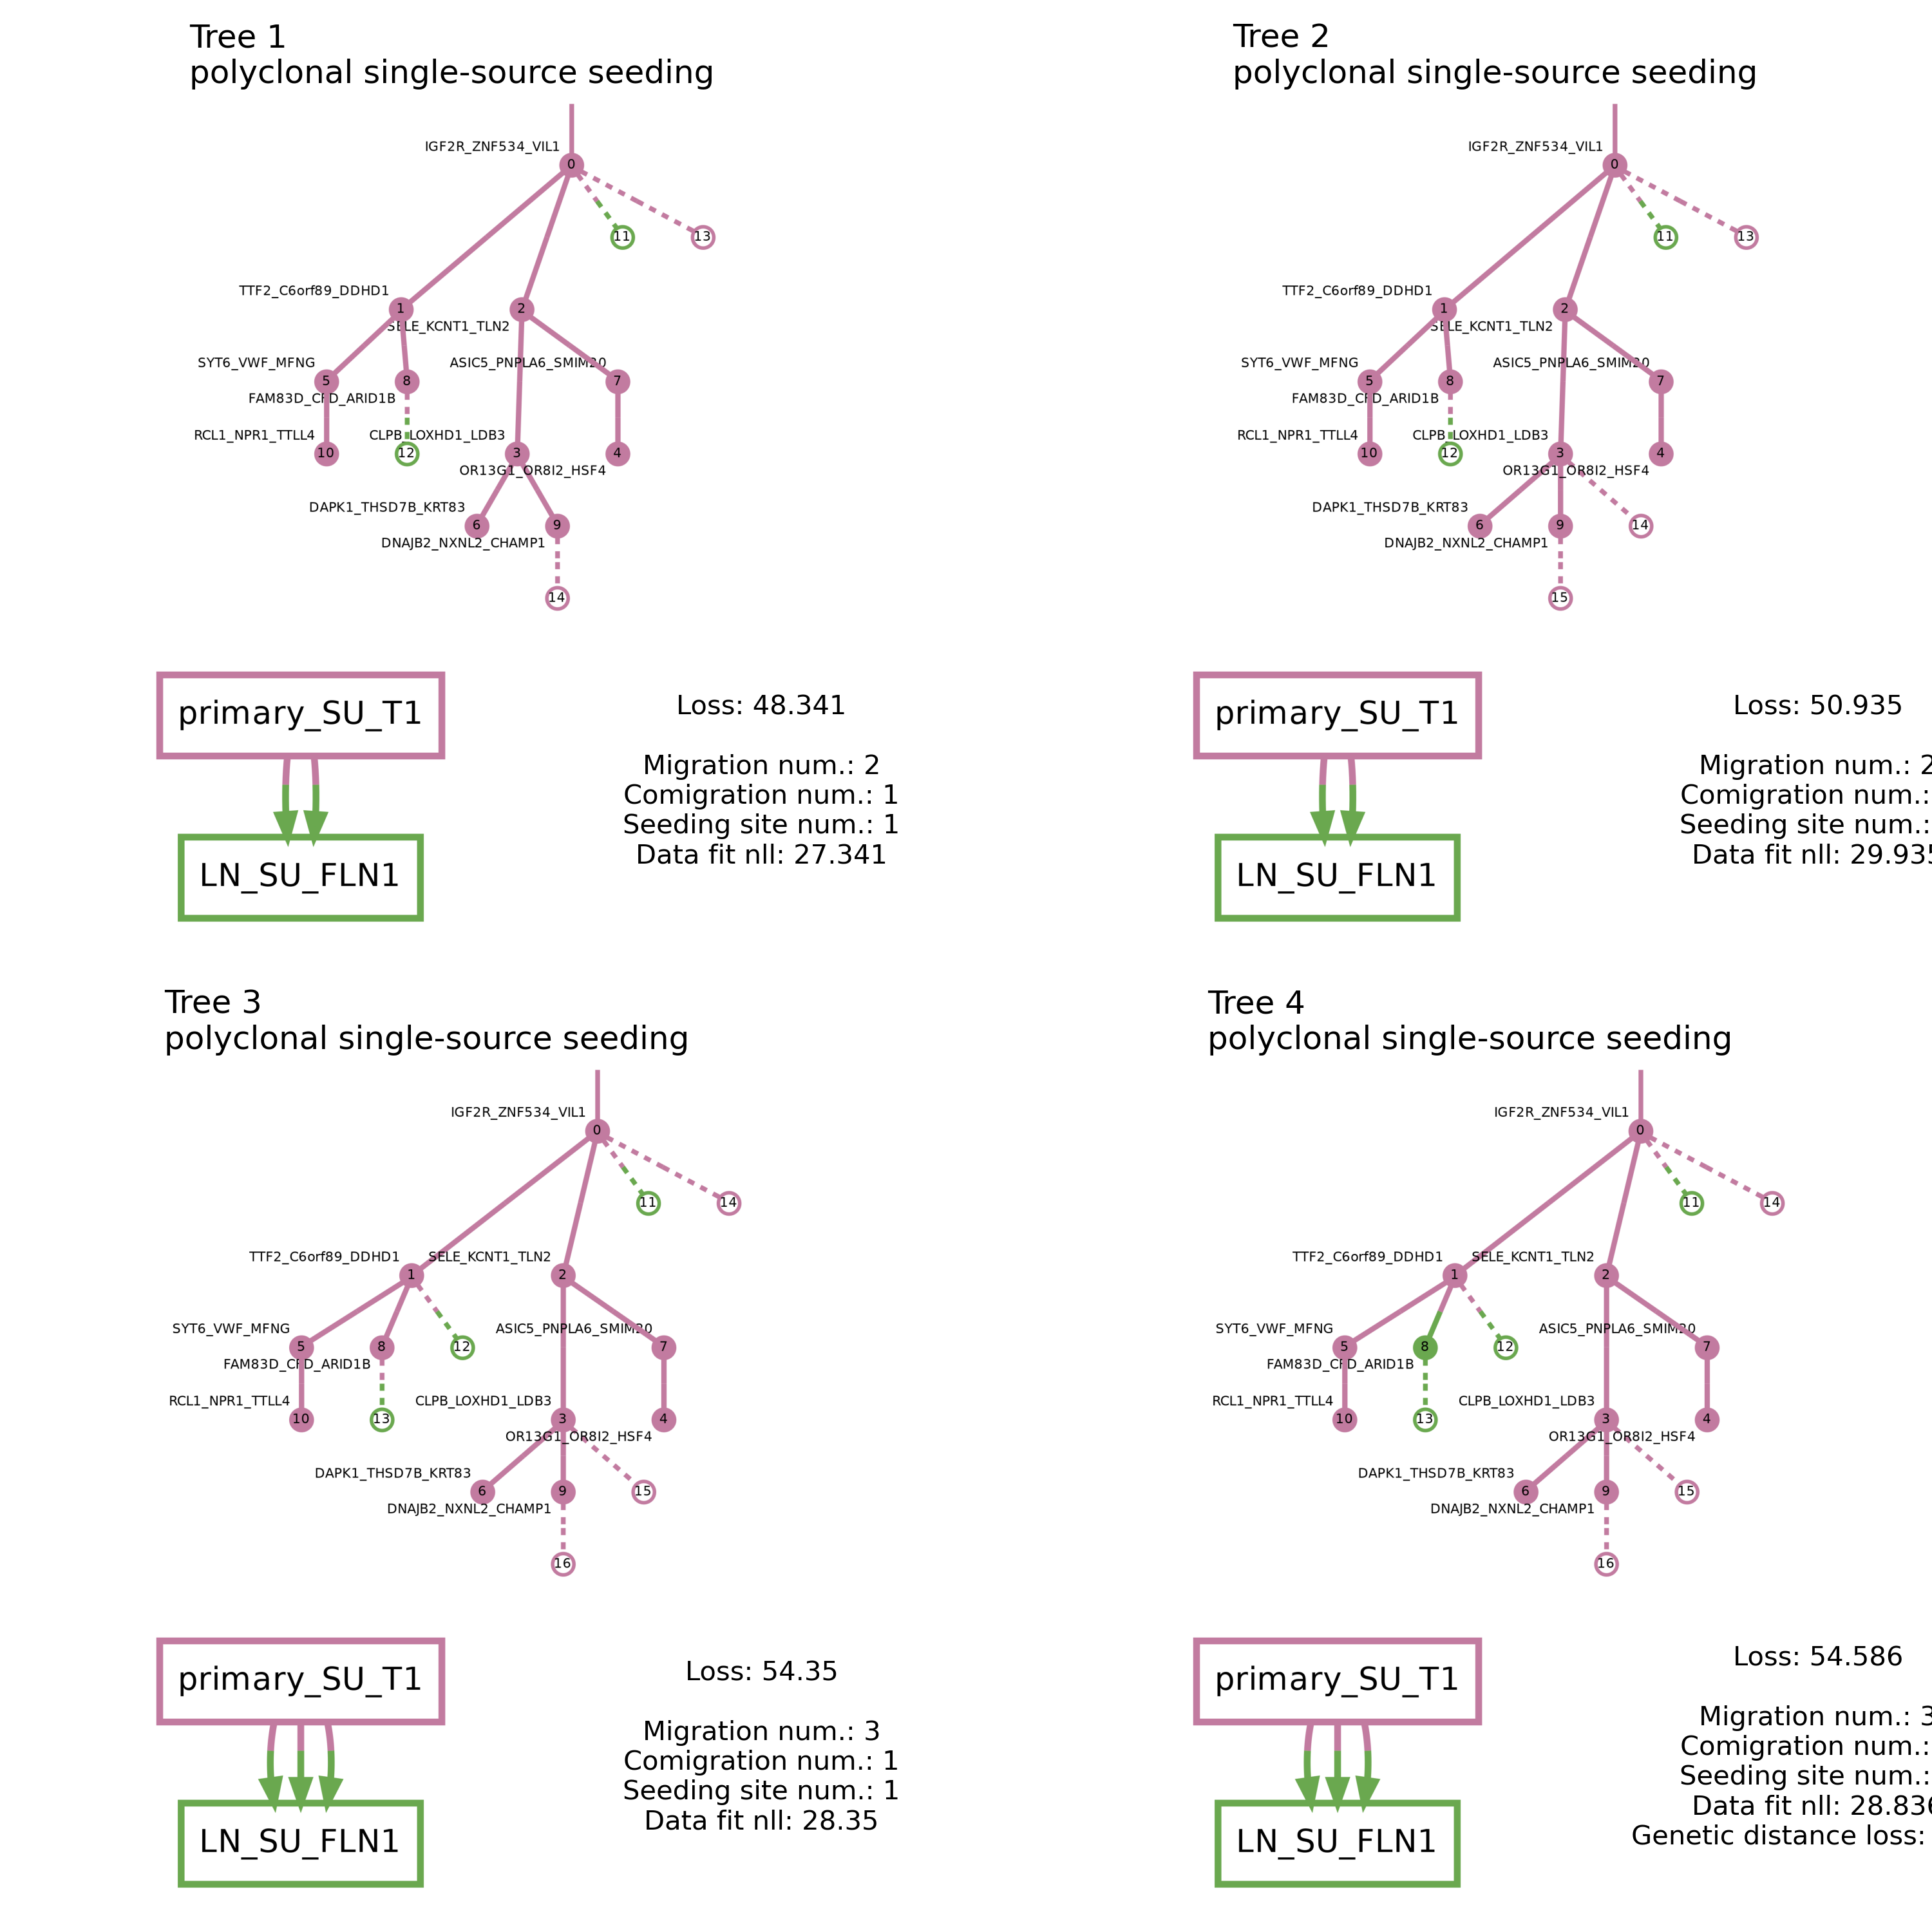 Tree 1
polyclonal single-source seeding
IGF2R_ZNF534_VIL1
0
11
13
TTF2_C6orf89_DDHD1
1
2
SELE_KCNT1_TLN2
SYT6_VWF_MFNG
ASIC5_PNPLA6_SMIM20
5
8
7
FAM83D_CFD_ARID1B
RCL1_NPR1_TTLL4
CLPB_LOXHD1_LDB3
10
12
3
4
OR13G1_OR8I2_HSF4
DAPK1_THSD7B_KRT83
6
9
DNAJB2_NXNL2_CHAMP1
14
primary_SU_T1
LN_SU_FLN1
Loss: 48.341
Migration num.: 2
Comigration num.: 1
Seeding site num.: 1
Data fit nll: 27.341
Tree 2
polyclonal single-source seeding
IGF2R_ZNF534_VIL1
0
11
13
TTF2_C6orf89_DDHD1
1
2
SELE_KCNT1_TLN2
SYT6_VWF_MFNG
ASIC5_PNPLA6_SMIM20
5
8
7
FAM83D_CFD_ARID1B
RCL1_NPR1_TTLL4
CLPB_LOXHD1_LDB3
10
12
3
4
OR13G1_OR8I2_HSF4
DAPK1_THSD7B_KRT83
6
9
14
DNAJB2_NXNL2_CHAMP1
15
primary_SU_T1
LN_SU_FLN1
Loss: 50.935
Migration num.: 2
Comigration num.:
Seeding site num.:
Data fit nll: 29.935
Tree 3
polyclonal single-source seeding
IGF2R_ZNF534_VIL1
0
11
14
TTF2_C6orf89_DDHD1
SELE_KCNT1_TLN2
1
2
SYT6_VWF_MFNG
ASIC5_PNPLA6_SMIM20
5
8
12
7
FAM83D_CFD_ARID1B
RCL1_NPR1_TTLL4
CLPB_LOXHD1_LDB3
10
13
3
4
OR13G1_OR8I2_HSF4
DAPK1_THSD7B_KRT83
6
9
15
DNAJB2_NXNL2_CHAMP1
16
primary_SU_T1
LN_SU_FLN1
Loss: 54.35
Migration num.: 3
Comigration num.: 1
Seeding site num.: 1
Data fit nll: 28.35
Tree 4
polyclonal single-source seeding
IGF2R_ZNF534_VIL1
0
11
14
TTF2_C6orf89_DDHD1
SELE_KCNT1_TLN2
1
2
SYT6_VWF_MFNG
ASIC5_PNPLA6_SMIM20
5
8
12
7
FAM83D_CFD_ARID1B
RCL1_NPR1_TTLL4
CLPB_LOXHD1_LDB3
10
13
3
4
OR13G1_OR8I2_HSF4
DAPK1_THSD7B_KRT83
6
9
15
DNAJB2_NXNL2_CHAMP1
16
primary_SU_T1
LN_SU_FLN1
Loss: 54.586
Migration num.: 3
Comigration num.:
Seeding site num.:
Data fit nll: 28.836
Genetic distance loss: